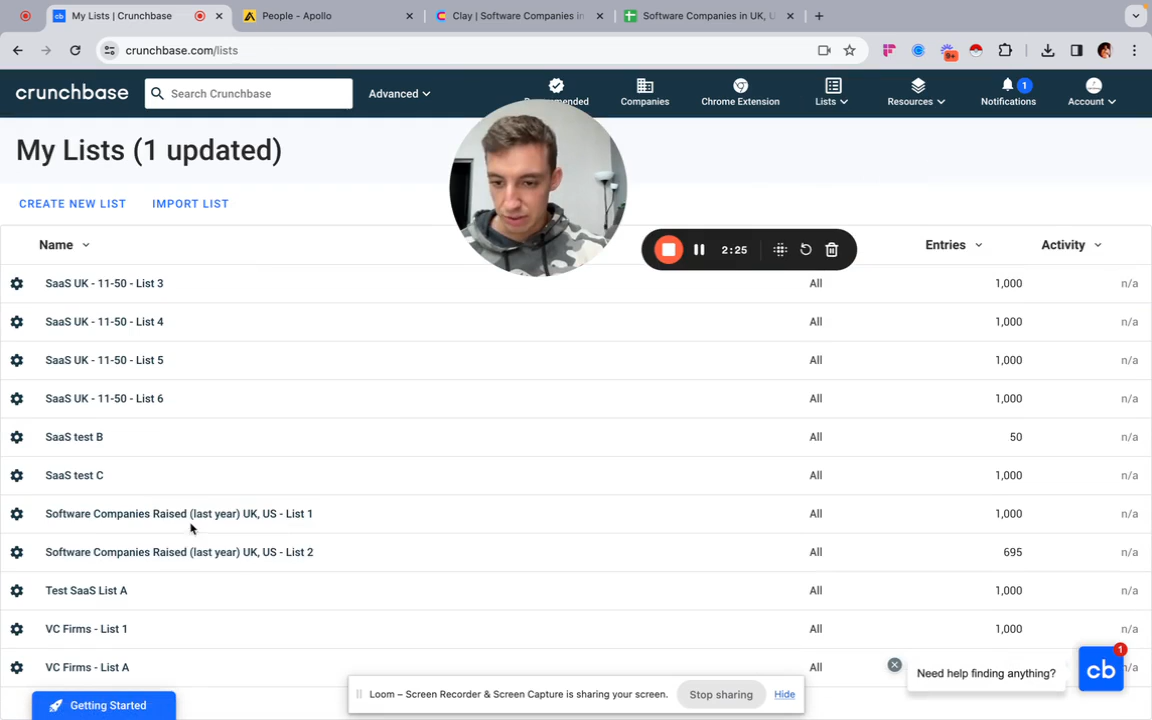 My Lists | Crunchbase
People - Apollo
Clay | Software Companies in
Software Companies in UK, U
crunchbase.com/lists
9+
crunchbase
Search Crunchbase
Advanced
Companies
Chrome Extension
Lists
Resources
1
Notifications
Account
My Lists (1 updated)
CREATE NEW LIST
IMPORT LIST
2:25
Name
Entries
Activity
SaaS UK - 11-50 - List 3 All 1,000 n/a
SaaS UK - 11-50 - List 4 All 1,000 n/a
SaaS UK - 11-50 - List 5 All 1,000 n/a
SaaS UK - 11-50 - List 6 All 1,000 n/a
SaaS test B All 50 n/a
SaaS test C All 1,000 n/a
Software Companies Raised (last year) UK, US - List 1 All 1,000 n/a
Software Companies Raised (last year) UK, US - List 2 All 695 n/a
Test SaaS List A All 1,000 n/a
VC Firms - List 1 All 1,000 n/a
VC Firms - List A All n/a
Need help finding anything?
cb
1
Getting Started
Loom – Screen Recorder & Screen Capture is sharing your screen.
Stop sharing
Hide